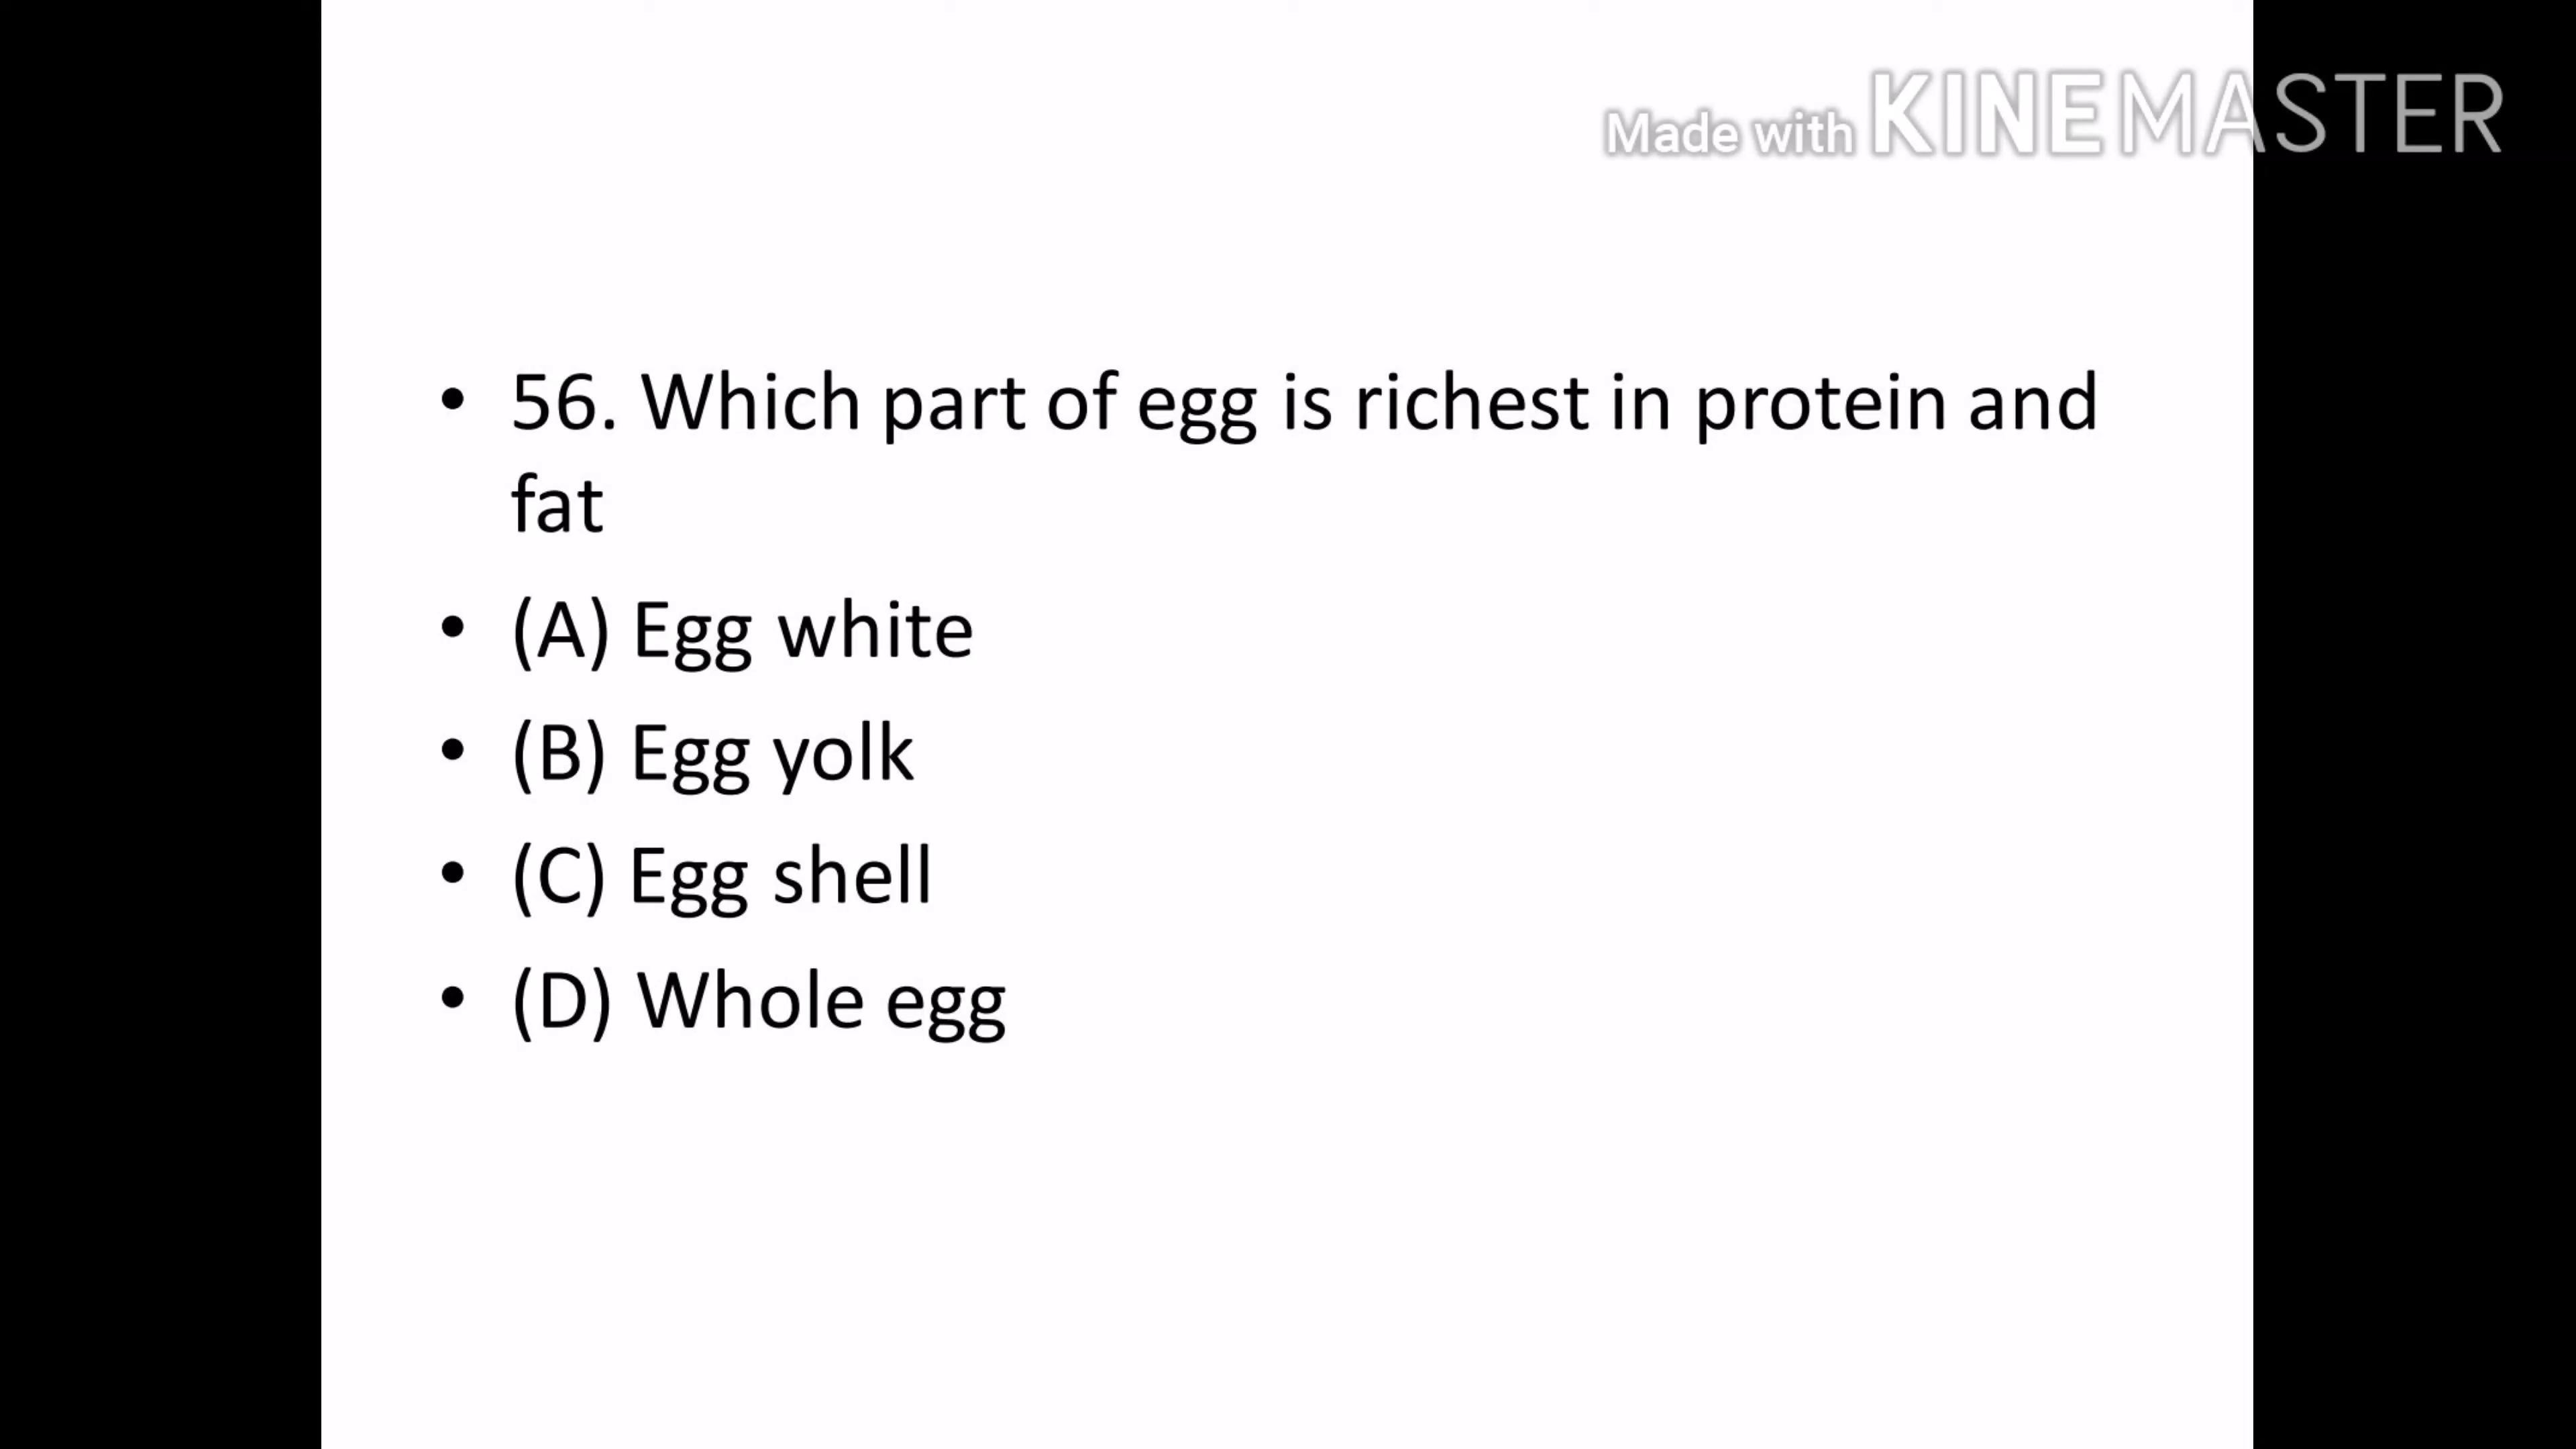 Made with KINEMASTER
• 56. Which part of egg is richest in protein and
fat
• (A) Egg white
• (B) Egg yolk
• (C) Egg shell
• (D) Whole egg